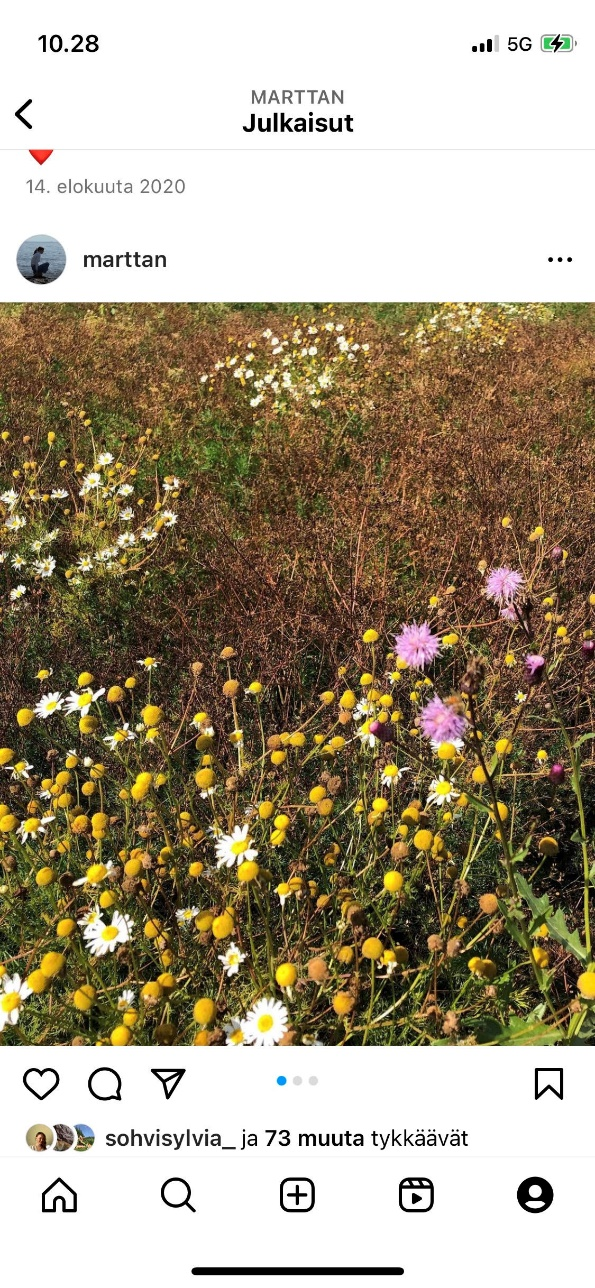 10.28
5G
MARTTAN
Julkaisut
14. elokuuta 2020
marttan
sohvisylvia_ ja 73 muuta tykkäävät